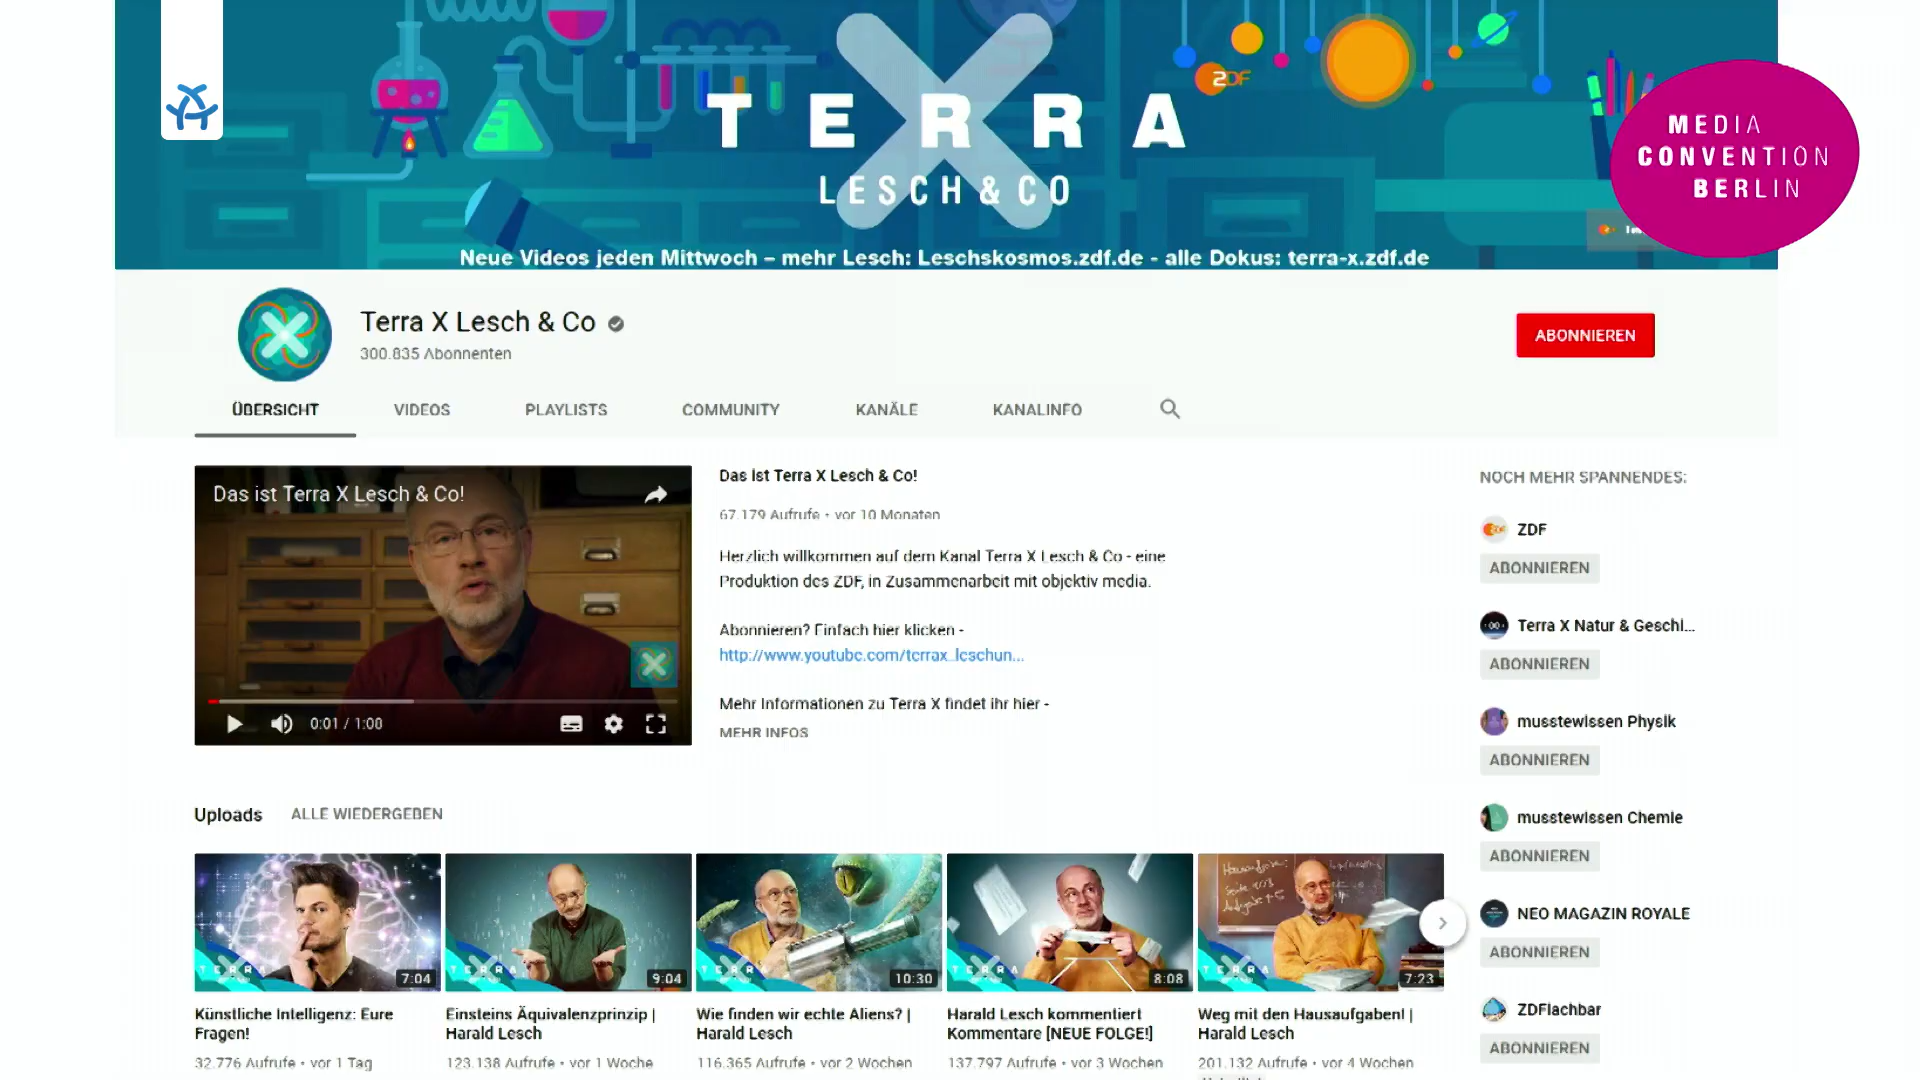 TERRA
LESCH & CO
ZDF
Neue Videos jeden Mittwoch – mehr Lesch: Leschskosmos.zdf.de - alle Dokus: terra-x.zdf.de
MEDIA
CONVENTION
BERLIN
Terra X Lesch & Co
300.835 Abonnenten
ABONNIEREN
ÜBERSICHT VIDEOS PLAYLISTS COMMUNITY KANÄLE KANALINFO
Das ist Terra X Lesch & Co!
0:01 / 1:00
Das ist Terra X Lesch & Co!
67.179 Aufrufe • vor 10 Monaten
Herzlich willkommen auf dem Kanal Terra X Lesch & Co - eine
Produktion des ZDF, in Zusammenarbeit mit objektiv media.
Abonnieren? Einfach hier klicken -
http://www.youtube.com/terrax_leschun...
Mehr Informationen zu Terra X findet ihr hier -
MEHR INFOS
NOCH MEHR SPANNENDES:
ZDF
ABONNIEREN
Terra X Natur & Geschi...
ABONNIEREN
musstewissen Physik
ABONNIEREN
musstewissen Chemie
ABONNIEREN
NEO MAGAZIN ROYALE
ABONNIEREN
ZDFlachbar
ABONNIEREN
Uploads ALLE WIEDERGEBEN
TERRA
7:04
Künstliche Intelligenz: Eure
Fragen!
32.776 Aufrufe • vor 1 Tag
TERRA
9:04
Einsteins Äquivalenzprinzip |
Harald Lesch
123.138 Aufrufe • vor 1 Woche
TERRA
10:30
Wie finden wir echte Aliens? |
Harald Lesch
116.365 Aufrufe • vor 2 Wochen
TERRA
8:08
Harald Lesch kommentiert
Kommentare [NEUE FOLGE!]
137.797 Aufrufe • vor 3 Wochen
TERRA
7:23
Weg mit den Hausaufgaben! |
Harald Lesch
201.132 Aufrufe • vor 4 Wochen